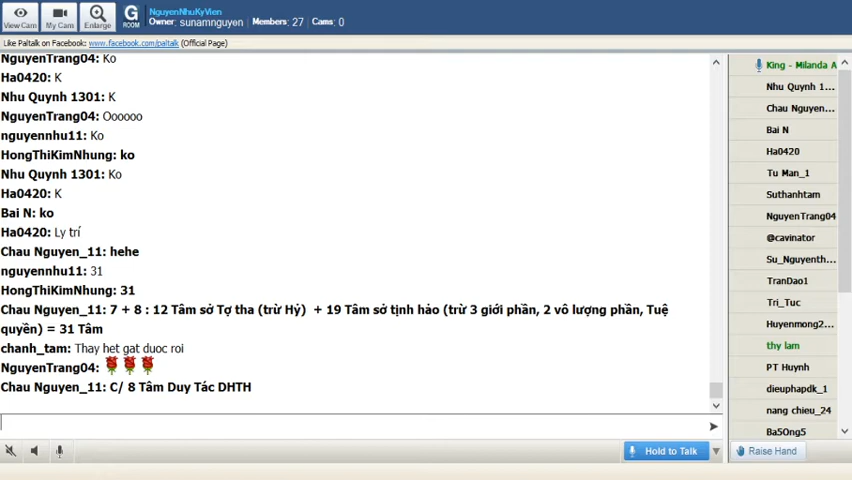 NguyenNhuKyVien
Owner: sunamnguyen Members: 27 Cams: 0
View Cam My Cam Enlarge G ROOM
Like Paltalk on Facebook: www.facebook.com/paltalk (Official Page)
NguyenTrang04: Ko
Ha0420: K
Nhu Quynh 1301: K
NguyenTrang04: Oooooo
nguyennhu11: Ko
HongThiKimNhung: ko
Nhu Quynh 1301: Ko
Ha0420: K
Bai N: ko
Ha0420: Lý trí
Chau Nguyen_11: hehe
nguyennhu11: 31
HongThiKimNhung: 31
Chau Nguyen_11: 7 + 8 : 12 Tâm sở Tợ tha (trừ Hỷ) + 19 Tâm sở tịnh hảo (trừ 3 giới phần, 2 vô lượng phần, Tuệ
quyền) = 31 Tâm
chanh_tam: Thay het gat duoc roi
NguyenTrang04:
Chau Nguyen_11: C/ 8 Tâm Duy Tác DHTH
King - Milanda A
Nhu Quynh 1...
Chau Nguyen...
Bai N
Ha0420
Tu Man_1
Suthanhtam
NguyenTrang04
@cavinator
Su_Nguyenth...
TranDao1
Tri_Tuc
Huyenmong2...
thy lam
PT Huynh
dieuphapdk_1
nang chieu_24
Ba5Ong5
Hold to Talk
Raise Hand